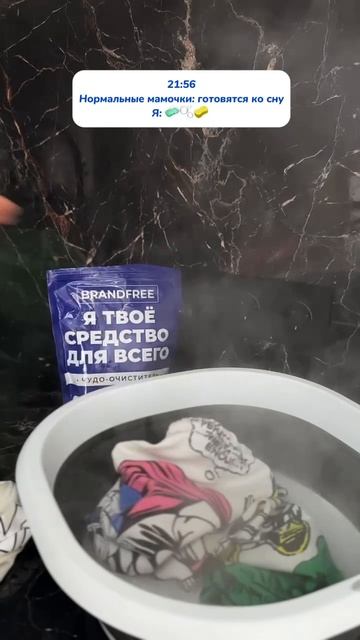 21:56
Нормальные мамочки: готовятся ко сну
Я: 🧼🫧🧽
BRANDFREE
Я ТВОЁ
СРЕДСТВО
ДЛЯ ВСЕГО
ЧУДО-ОЧИСТИТЕЛЬ